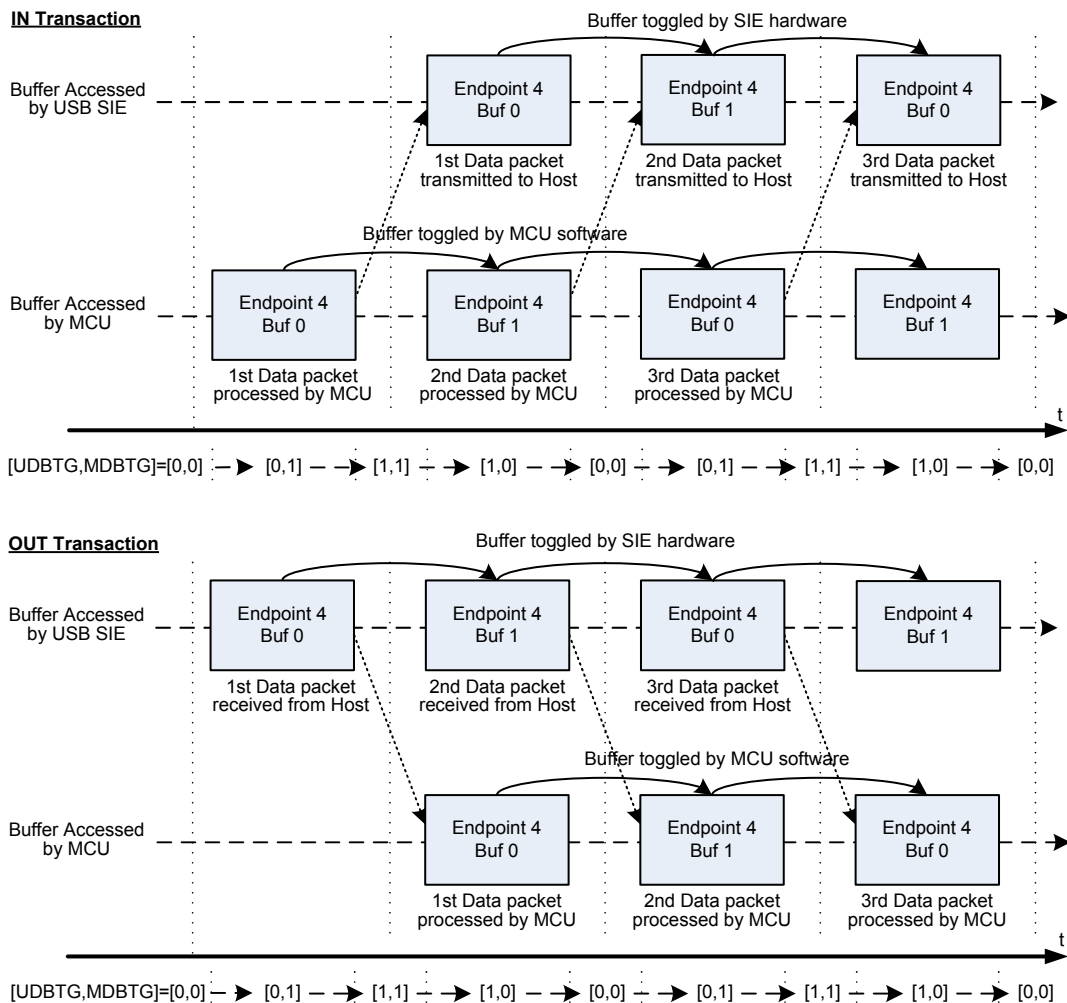 IN Transaction
Buffer toggled by SIE hardware
Buffer Accessed
by USB SIE
Endpoint 4
Buf 0
Endpoint 4
Buf 1
Endpoint 4
Buf 0
1st Data packet
transmitted to Host
2nd Data packet
transmitted to Host
3rd Data packet
transmitted to Host
Buffer toggled by MCU software
Buffer Accessed
by MCU
Endpoint 4
Buf 0
Endpoint 4
Buf 1
Endpoint 4
Buf 0
Endpoint 4
Buf 1
1st Data packet
processed by MCU
2nd Data packet
processed by MCU
3rd Data packet
processed by MCU
t
[UDBTG,MDBTG]=[0,0] [0,1] [1,1] [1,0] [0,0] [0,1] [1,1] [1,0] [0,0]
OUT Transaction
Buffer toggled by SIE hardware
Buffer Accessed
by USB SIE
Endpoint 4
Buf 0
Endpoint 4
Buf 1
Endpoint 4
Buf 0
Endpoint 4
Buf 1
1st Data packet
received from Host
2nd Data packet
received from Host
3rd Data packet
received from Host
Buffer toggled by MCU software
Buffer Accessed
by MCU
Endpoint 4
Buf 0
Endpoint 4
Buf 1
Endpoint 4
Buf 0
1st Data packet
processed by MCU
2nd Data packet
processed by MCU
3rd Data packet
processed by MCU
t
[UDBTG,MDBTG]=[0,0] [0,1] [1,1] [1,0] [0,0] [0,1] [1,1] [1,0] [0,0]